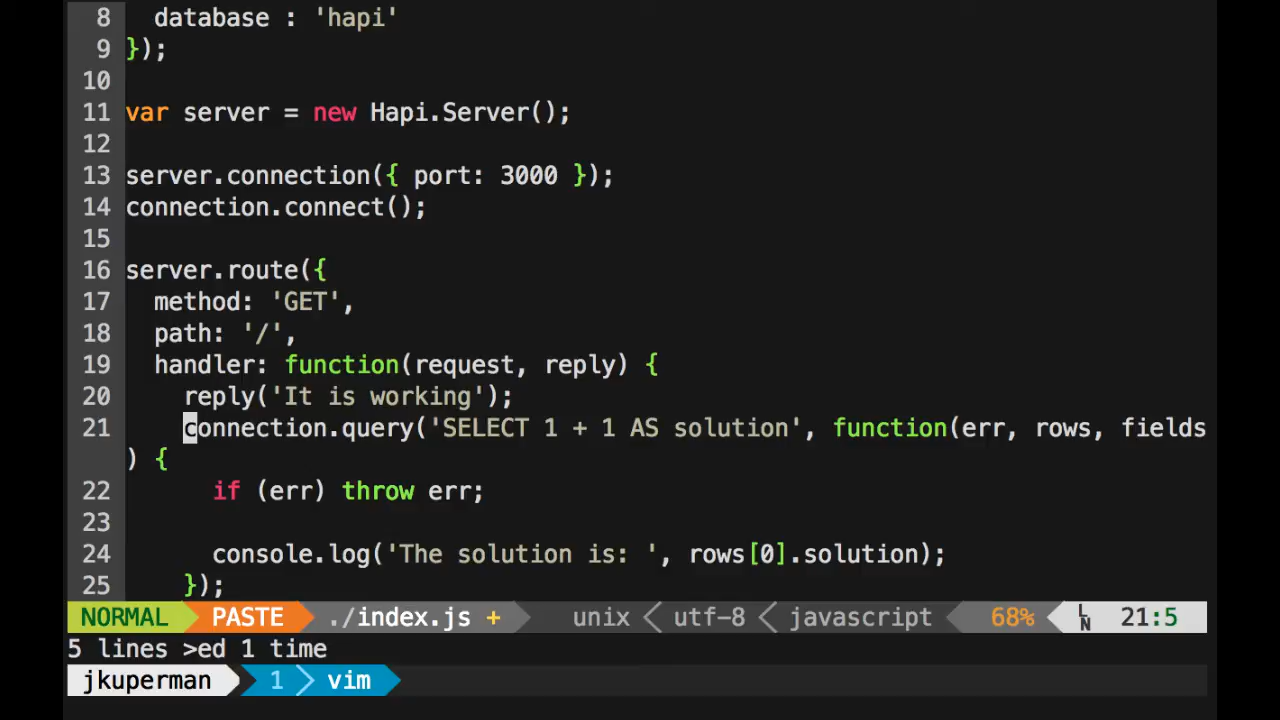 8 database : 'hapi'
9 });
10
11 var server = new Hapi.Server();
12
13 server.connection({ port: 3000 });
14 connection.connect();
15
16 server.route({
17 method: 'GET',
18 path: '/',
19 handler: function(request, reply) {
20 reply('It is working');
21 connection.query('SELECT 1 + 1 AS solution', function(err, rows, fields
) {
22 if (err) throw err;
23
24 console.log('The solution is: ', rows[0].solution);
25 });
NORMAL PASTE ./index.js + unix utf-8 javascript 68% LN 21:5
5 lines >ed 1 time
jkuperman 1 vim